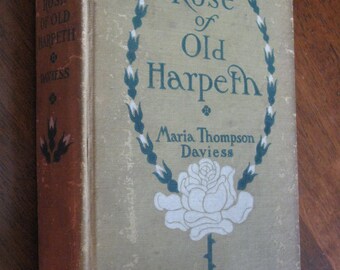 Rose
of
Old
Harpeth
Maria Thompson
Daviess
ROSE
of OLD
HARPETH
DAVIESS